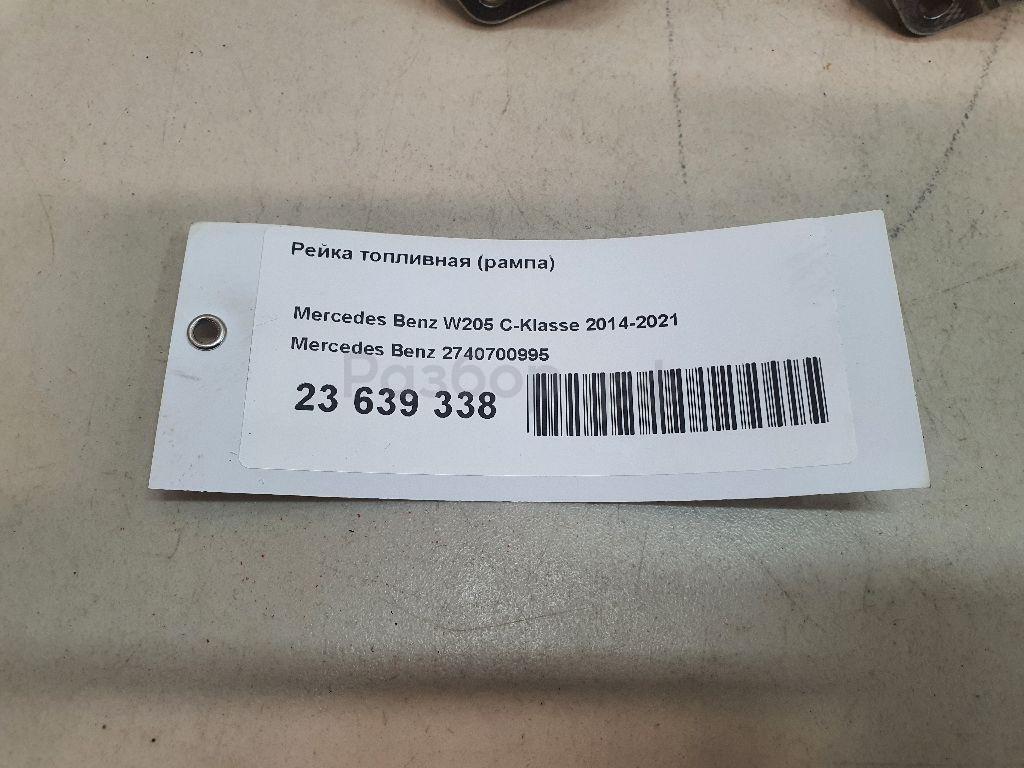 Рейка топливная (рампа)
Mercedes Benz W205 C-Klasse 2014-2021
Mercedes Benz 2740700995
23 639 338